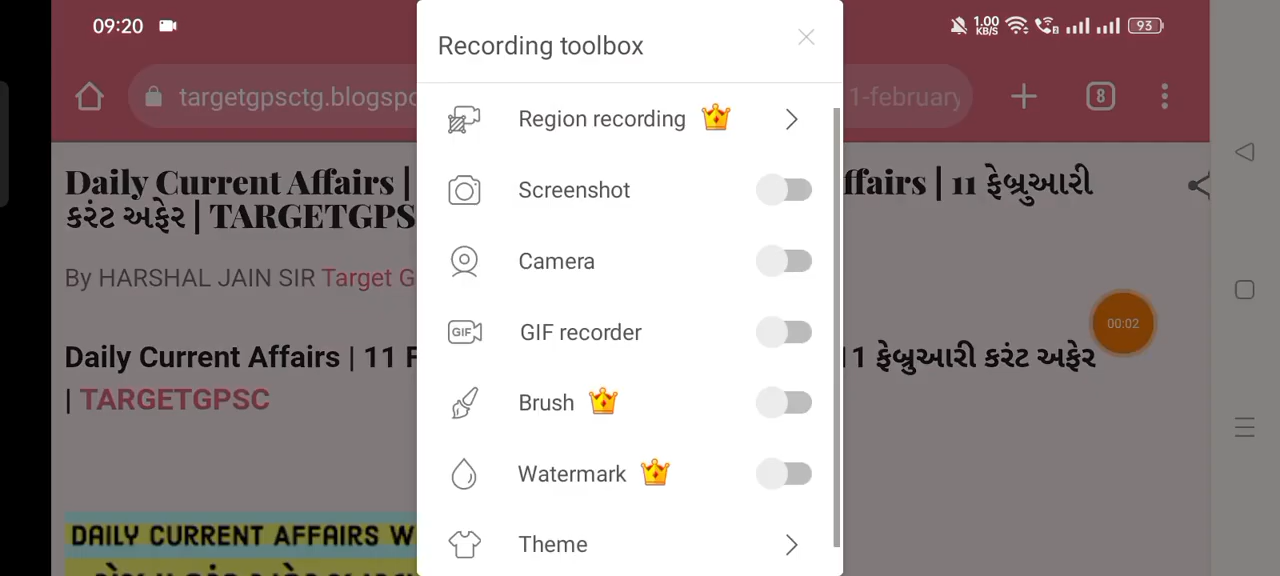 09:20
1.00 KB/S
2
93
Recording toolbox
targetgpsctg.blogspo
1-february
8
Region recording
Daily Current Affairs |
ffairs | 11 ફેબ્રુઆરી
Screenshot
કરંટ અફેર | TARGETGPS
By HARSHAL JAIN SIR Target G
Camera
00:02
GIF
GIF recorder
Daily Current Affairs | 11 F
11 ફેબ્રુઆરી કરંટ અફેર
| TARGETGPSC
Brush
Watermark
DAILY CURRENT AFFAIRS W
Theme